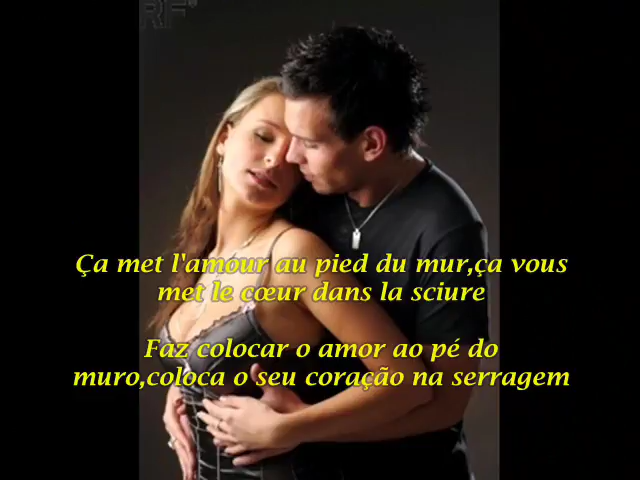 RF
Ça met l'amour au pied du mur,ça vous
met le cœur dans la sciure
Faz colocar o amor ao pé do
muro,coloca o seu coração na serragem